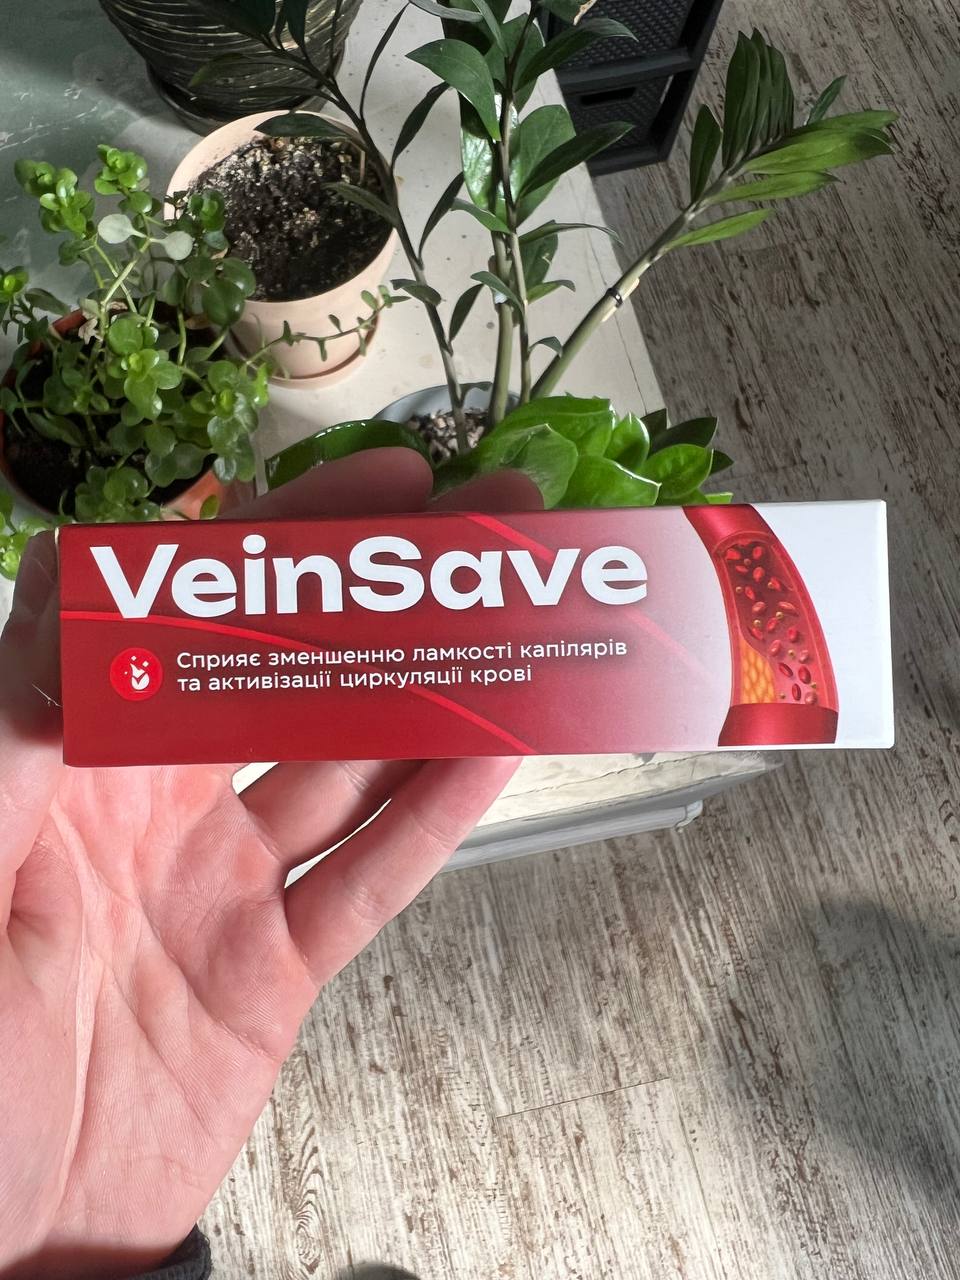 VeinSave
Сприяє зменшенню ламкості капілярів
та активізації циркуляції крові